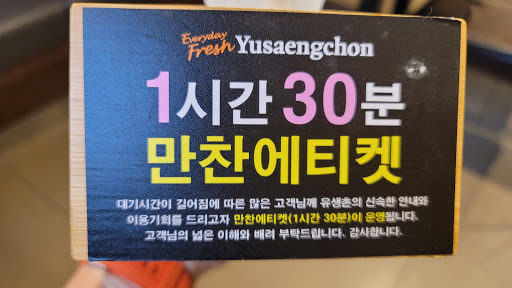 Everyday
Fresh Yusaengchon
1시간 30분
만찬에티켓
대기시간이 길어짐에 따른 많은 고객님께 유생촌의 신속한 안내와
이용기회를 드리고자 만찬에티켓(1시간 30분)이 운영됩니다.
고객님의 넓은 이해와 배려 부탁드립니다. 감사합니다.